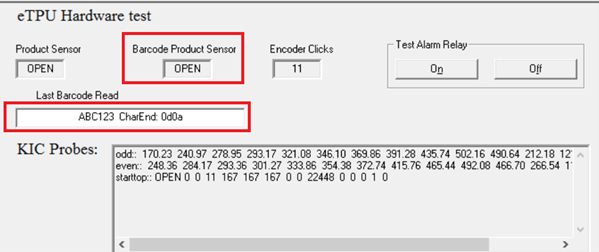 eTPU Hardware test
Product Sensor
OPEN
Barcode Product Sensor
OPEN
Encoder Clicks
11
Test Alarm Relay
On
Off
Last Barcode Read
ABC123 CharEnd: 0d0a
KIC Probes:
odd:: 170.23 240.97 278.95 293.17 321.08 346.10 369.86 391.28 435.74 502.16 490.64 212.18
even:: 248.36 284.17 293.36 301.27 333.86 354.38 372.74 415.76 465.44 492.08 466.70 266.54
starttop:: OPEN 0 0 11 167 167 167 0 0 22448 0 0 0 1 0